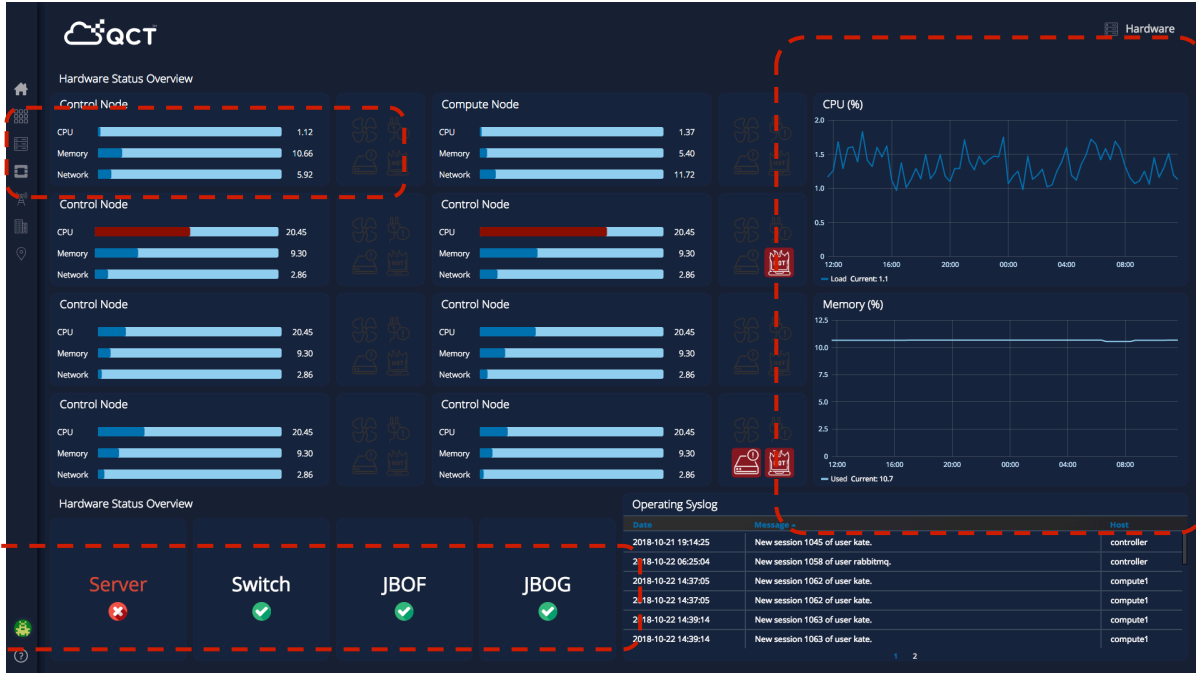 QCT
Hardware
Hardware Status Overview
Control Node
CPU 1.12
Memory 10.66
Network 5.92
Compute Node
CPU 1.37
Memory 5.40
Network 11.72
Control Node
CPU 20.45
Memory 9.30
Network 2.86
Control Node
CPU 20.45
Memory 9.30
Network 2.86
Control Node
CPU 20.45
Memory 9.30
Network 2.86
Control Node
CPU 20.45
Memory 9.30
Network 2.86
Control Node
CPU 20.45
Memory 9.30
Network 2.86
Control Node
CPU 20.45
Memory 9.30
Network 2.86
CPU (%)
2.0
1.5
1.0
0.5
0
12:00 16:00 20:00 00:00 04:00 08:00
Load Current: 1.1
Memory (%)
12.5
10.0
7.5
5.0
2.5
0
12:00 16:00 20:00 00:00 04:00 08:00
Used Current: 10.7
Hardware Status Overview
Server
Switch
JBOF
JBOG
Operating Syslog
Date Message Host
2018-10-21 19:14:25 New session 1045 of user kate. controller
2018-10-22 06:25:04 New session 1058 of user rabbitmq. controller
2018-10-22 14:37:05 New session 1062 of user kate. compute1
2018-10-22 14:37:05 New session 1062 of user kate. compute1
2018-10-22 14:39:14 New session 1063 of user kate. compute1
2018-10-22 14:39:14 New session 1063 of user kate. compute1
1 2